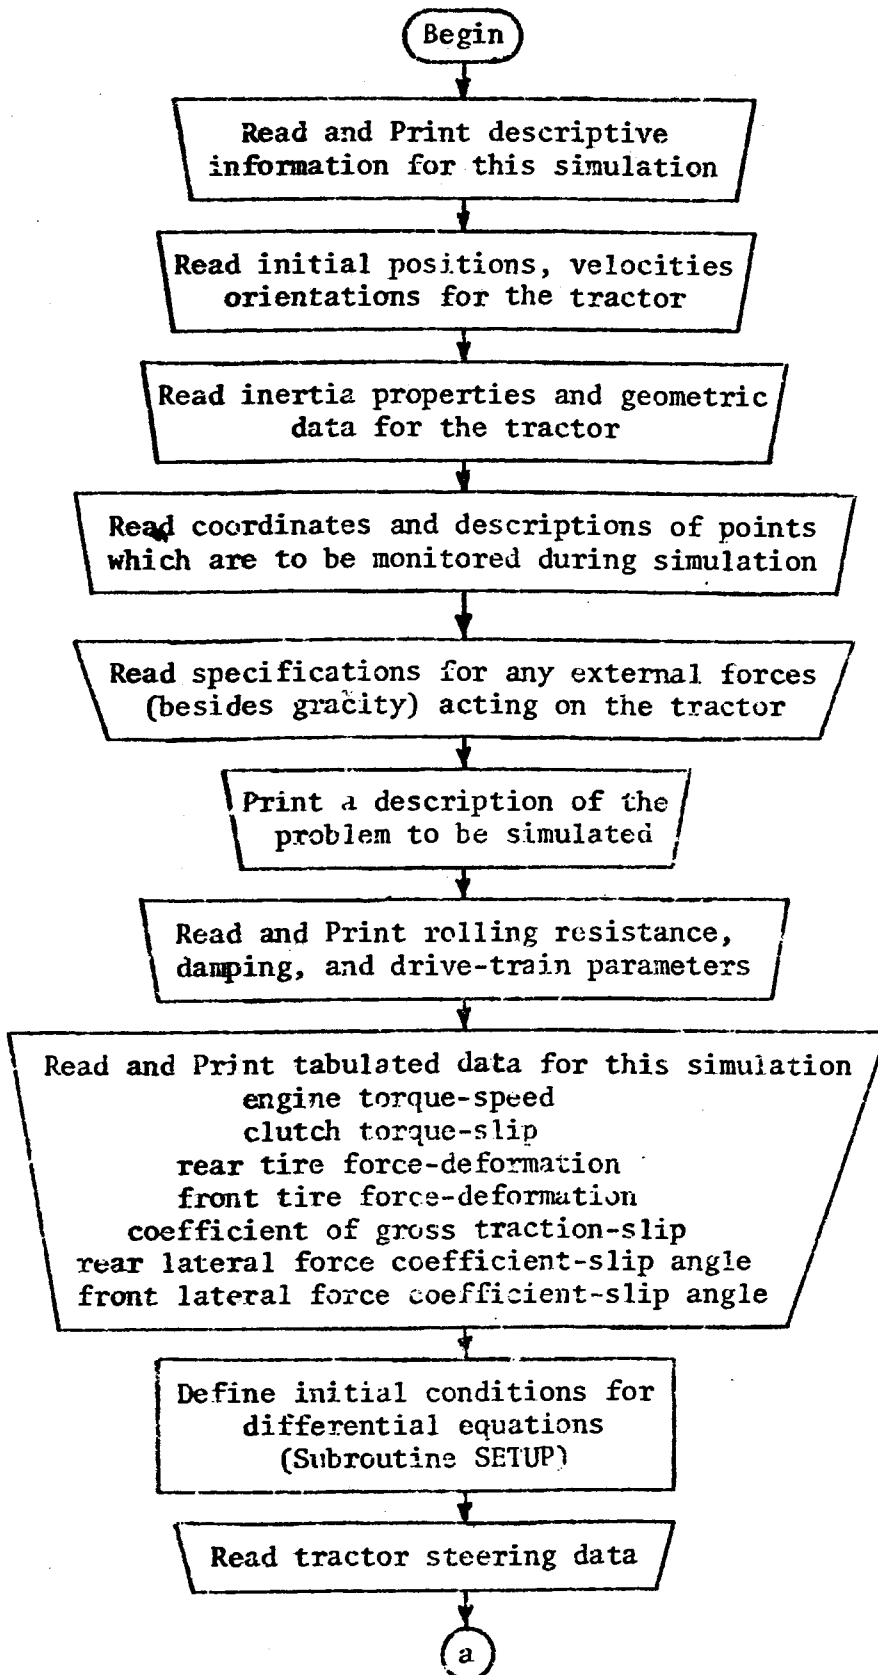 Begin
Read and Print descriptive
information for this simulation
Read initial positions, velocities
orientations for the tractor
Read inertia properties and geometric
data for the tractor
Read coordinates and descriptions of points
which are to be monitored during simulation
Read specifications for any external forces
(besides gracity) acting on the tractor
Print a description of the
problem to be simulated
Read and Print rolling resistance,
damping, and drive-train parameters
Read and Print tabulated data for this simulation
engine torque-speed
clutch torque-slip
rear tire force-deformation
front tire force-deformation
coefficient of gross traction-slip
rear lateral force coefficient-slip angle
front lateral force coefficient-slip angle
Define initial conditions for
differential equations
(Subroutine SETUP)
Read tractor steering data
a